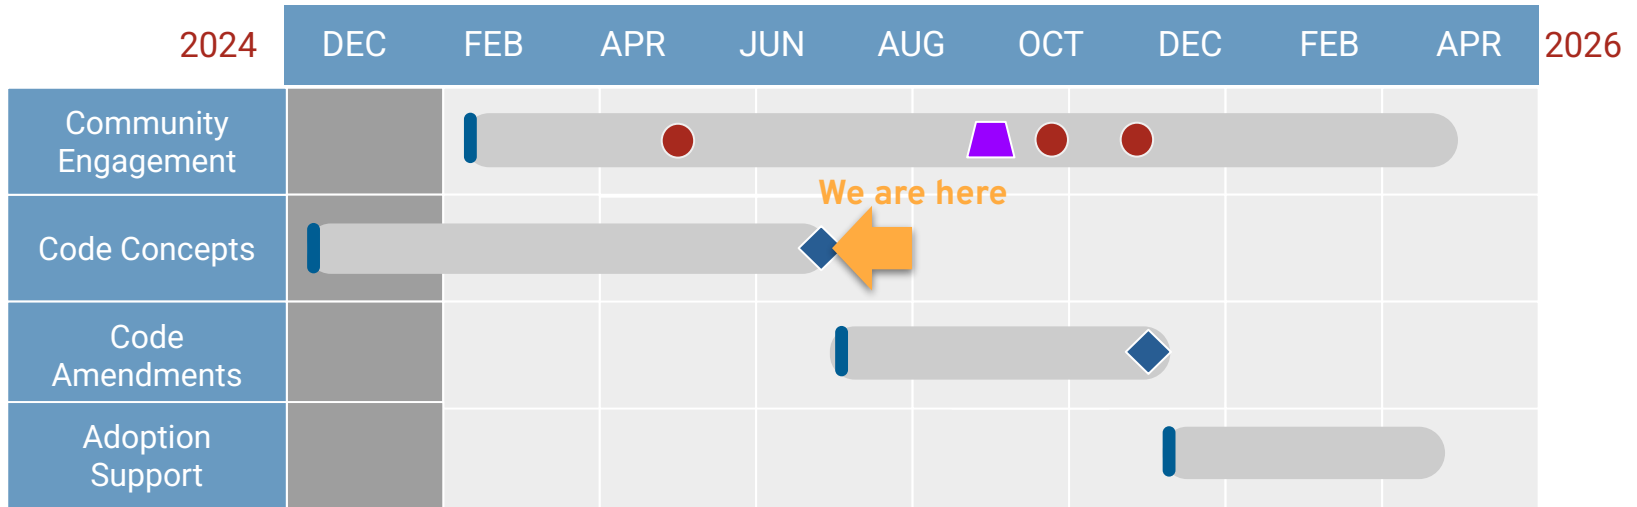 2024 DEC FEB APR JUN AUG OCT DEC FEB APR 2026
Community
Engagement
We are here
Code Concepts
Code
Amendments
Adoption
Support